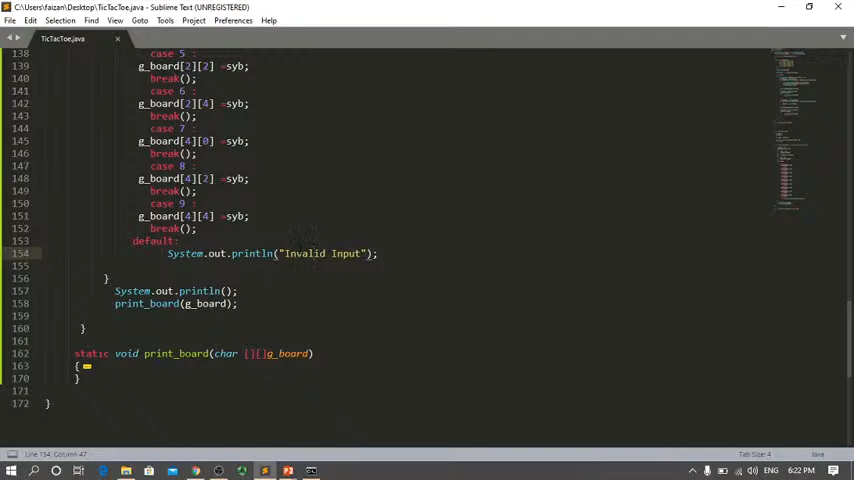 C:\Users\faizan\Desktop\TicTacToe.java - Sublime Text (UNREGISTERED)
File Edit Selection Find View Goto Tools Project Preferences Help
TicTacToe.java
138 case 5 :
139 g_board[2][2] =syb;
140 break();
141 case 6 :
142 g_board[2][4] =syb;
143 break();
144 case 7 :
145 g_board[4][0] =syb;
146 break();
147 case 8 :
148 g_board[4][2] =syb;
149 break();
150 case 9 :
151 g_board[4][4] =syb;
152 break();
153 default:
154 System.out.println("Invalid Input");
155
156 }
157 System.out.println();
158 print_board(g_board);
159
160 }
161
162 static void print_board(char [][]g_board)
163 {
170 }
171
172 }
Line 154, Column 47 Tab Size: 4 Java
ENG 6:22 PM